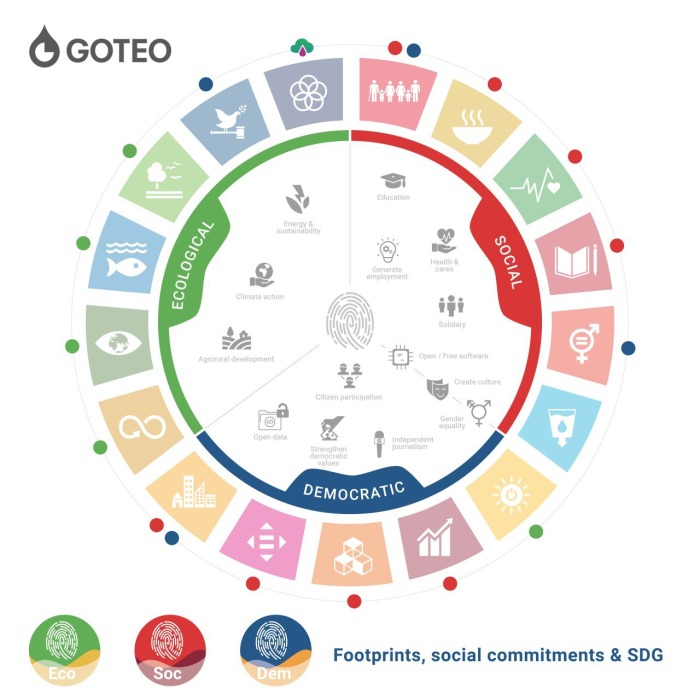 GOTEO
ECOLOGICAL
SOCIAL
DEMOCRATIC
Energy &
sustainability
Education
Generate
employment
Health &
cares
Climate action
Solidary
Agrorural development
Open / Free software
Citizen participation
Create culture
Gender
equality
Open data
Strengthen
democratic
values
Independent
journalism
Eco
Soc
Dem
Footprints, social commitments & SDG